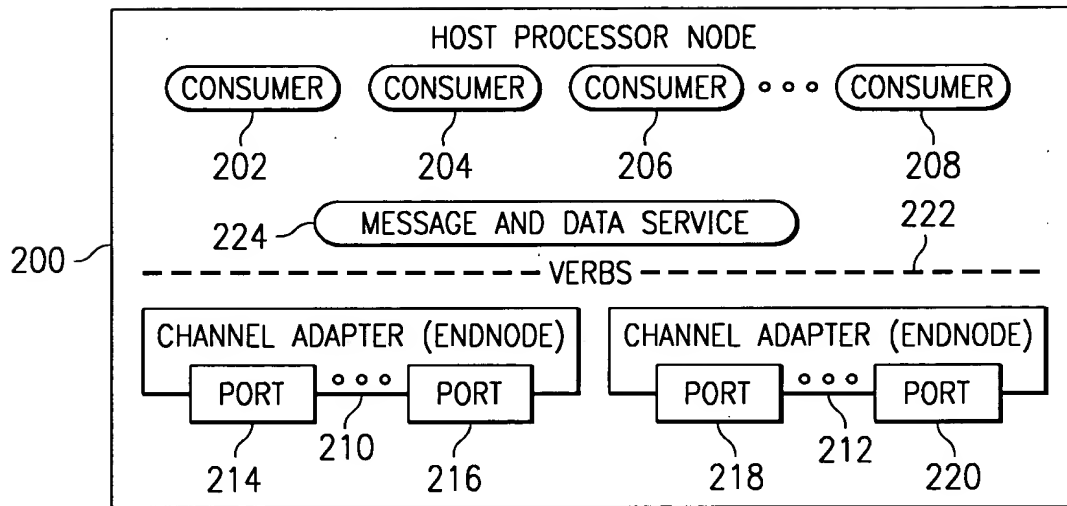 HOST PROCESSOR NODE
CONSUMER CONSUMER CONSUMER CONSUMER
202 204 206 208
224 MESSAGE AND DATA SERVICE 222
200
VERBS
CHANNEL ADAPTER (ENDNODE) CHANNEL ADAPTER (ENDNODE)
PORT PORT PORT PORT
214 210 216 218 212 220